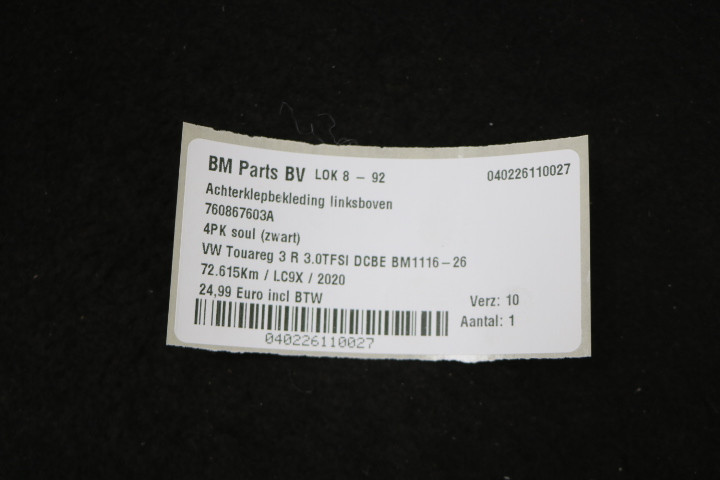 BM Parts BV LOK 8 - 92 040226110027
Achterklepbekleding linksboven
760867603A
4PK soul (zwart)
VW Touareg 3 R 3.0TFSI DCBE BM1116-26
72.615Km / LC9X / 2020
24,99 Euro incl BTW Verz: 10
Aantal: 1
040226110027